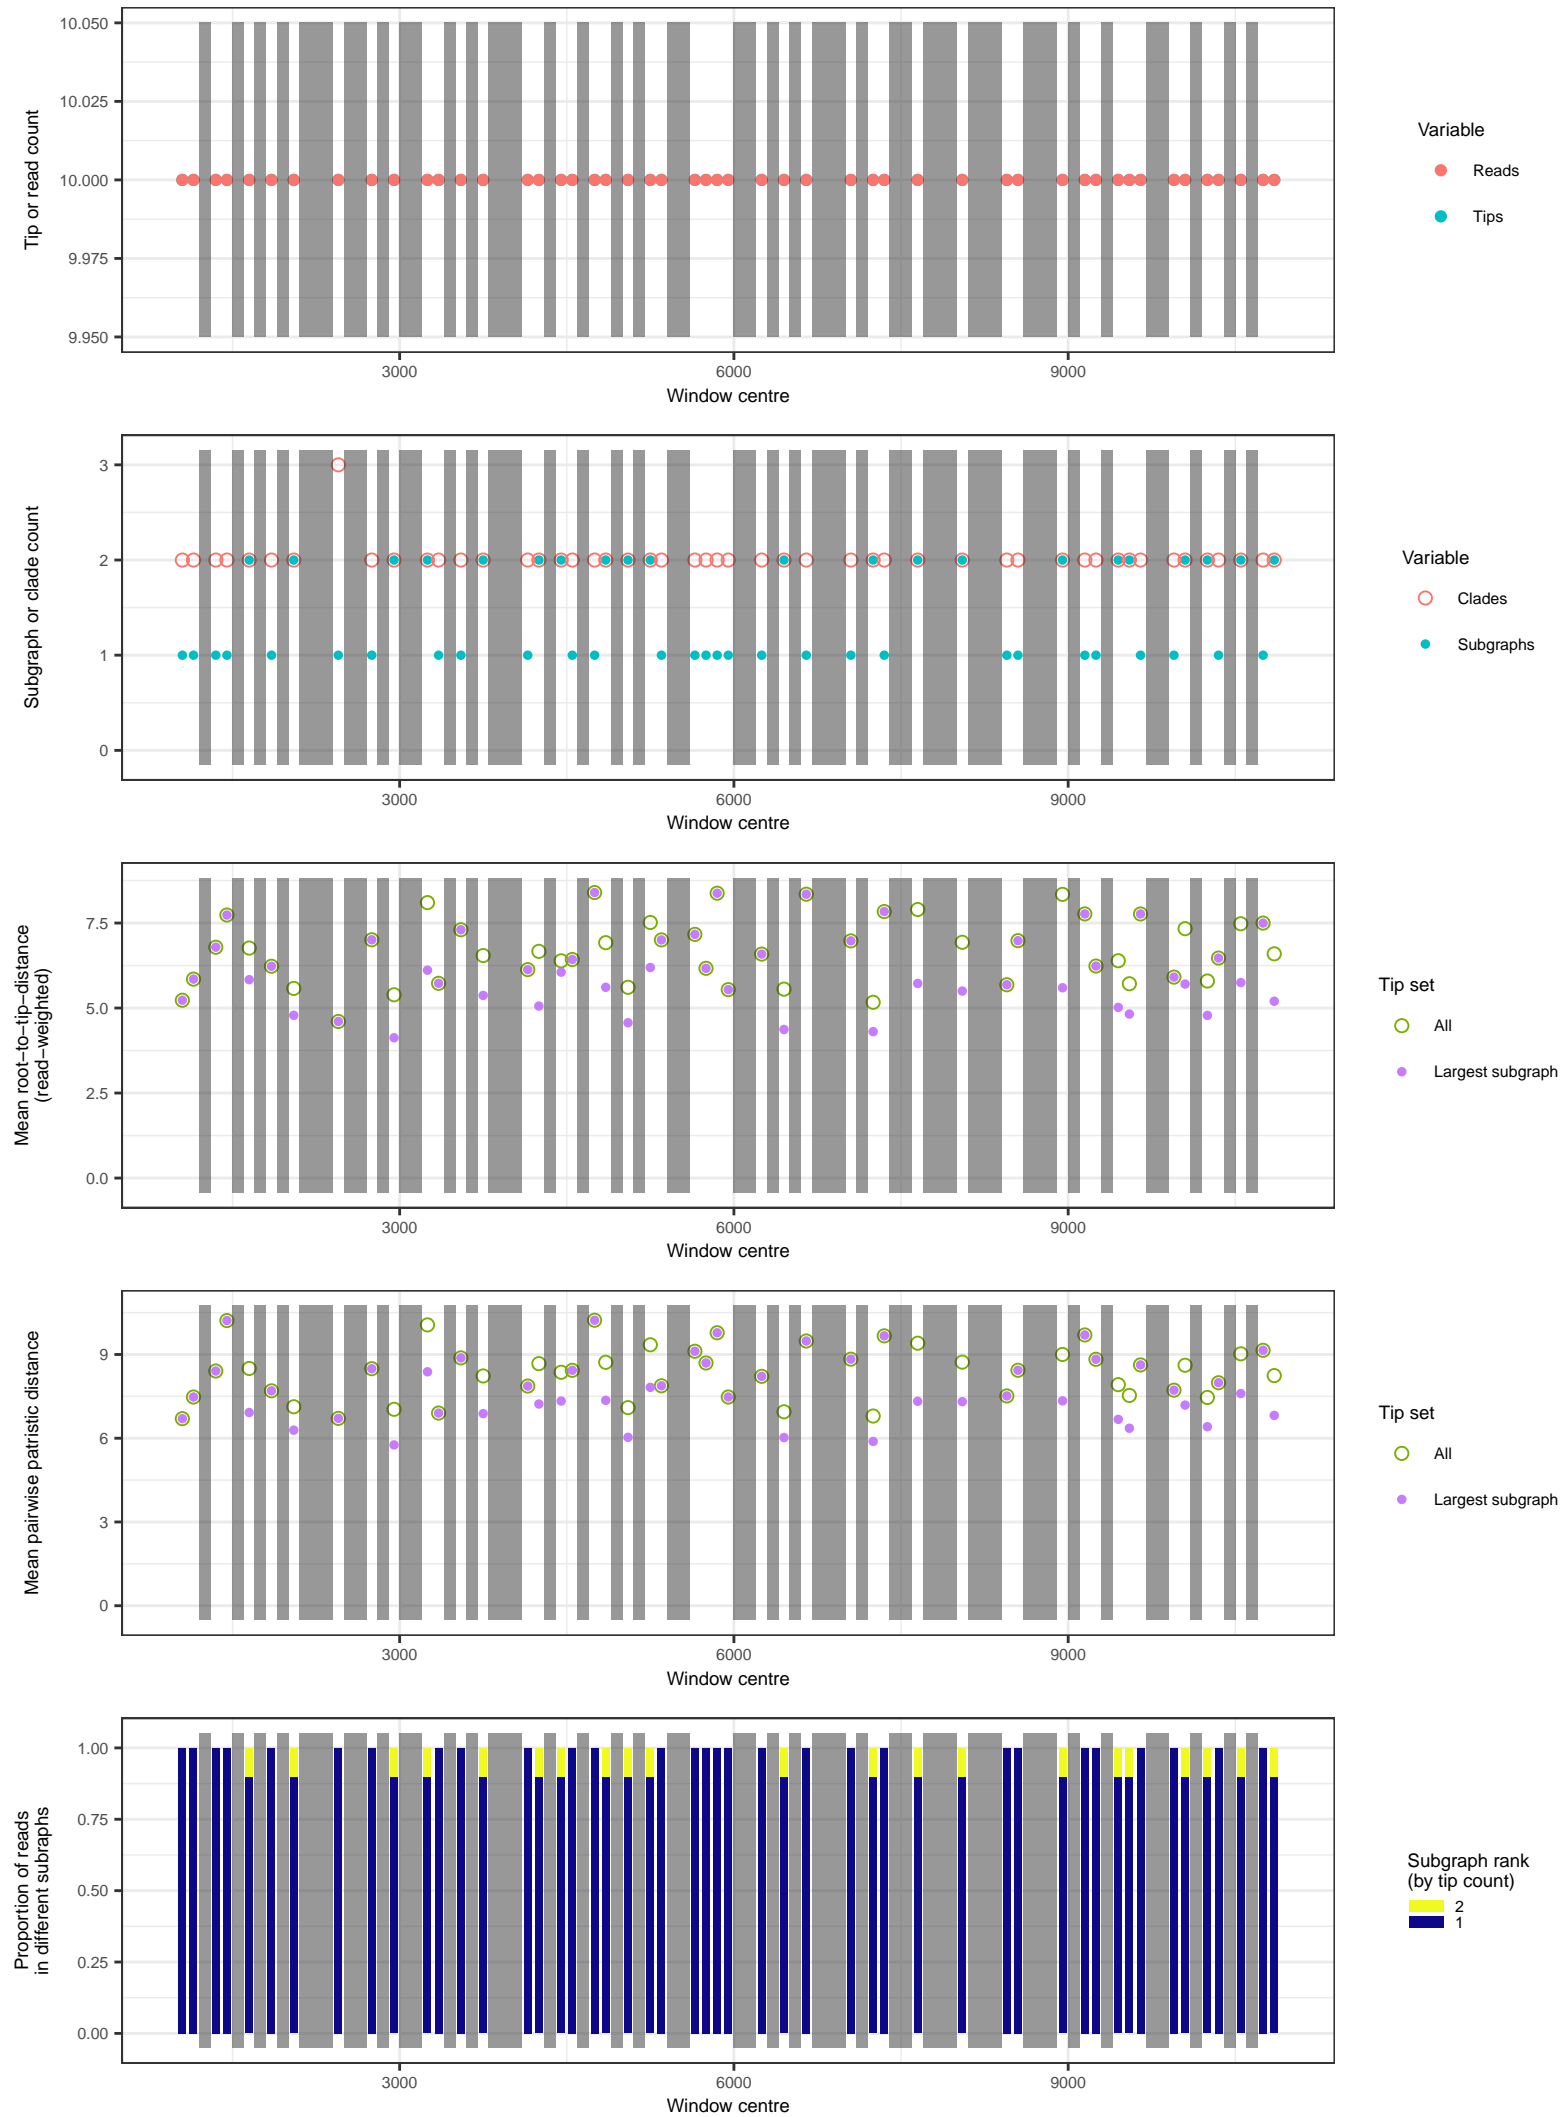 10.050
10.025
10.000
9.975
9.950
Tip or read count
3000
6000
9000
Window centre
Variable
Reads
Tips
3
2
1
0
Subgraph or clade count
3000
6000
9000
Window centre
Variable
Clades
Subgraphs
7.5
5.0
2.5
0.0
Mean root−to−tip−distance
(read−weighted)
3000
6000
9000
Window centre
Tip set
All
Largest subgraph
9
6
3
0
Mean pairwise patristic distance
3000
6000
9000
Window centre
Tip set
All
Largest subgraph
1.00
0.75
0.50
0.25
0.00
Proportion of reads
in different subraphs
3000
6000
9000
Window centre
Subgraph rank
(by tip count)
2
1